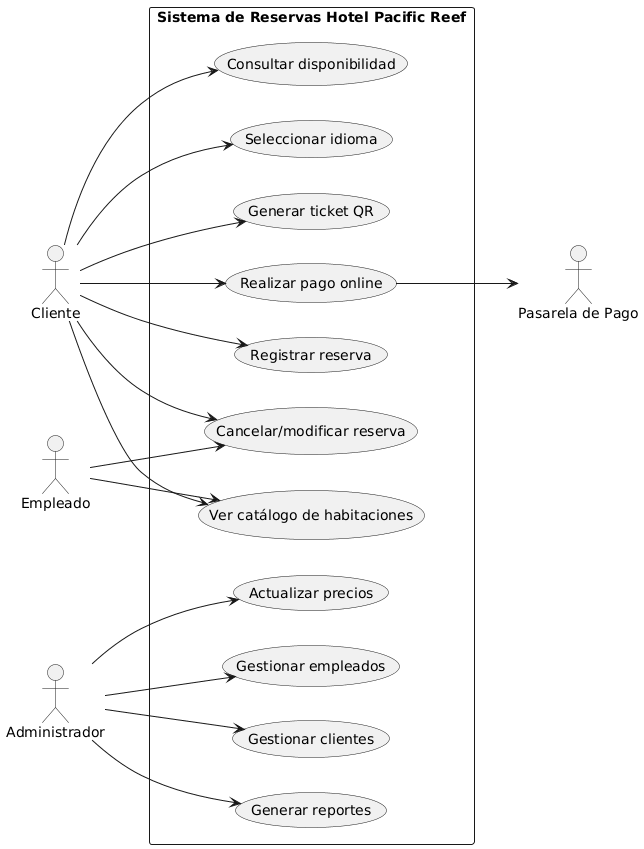 Sistema de Reservas Hotel Pacific Reef
Consultar disponibilidad
Seleccionar idioma
Generar ticket QR
Realizar pago online
Cliente
Pasarela de Pago
Registrar reserva
Cancelar/modificar reserva
Empleado
Ver catálogo de habitaciones
Actualizar precios
Gestionar empleados
Administrador
Gestionar clientes
Generar reportes